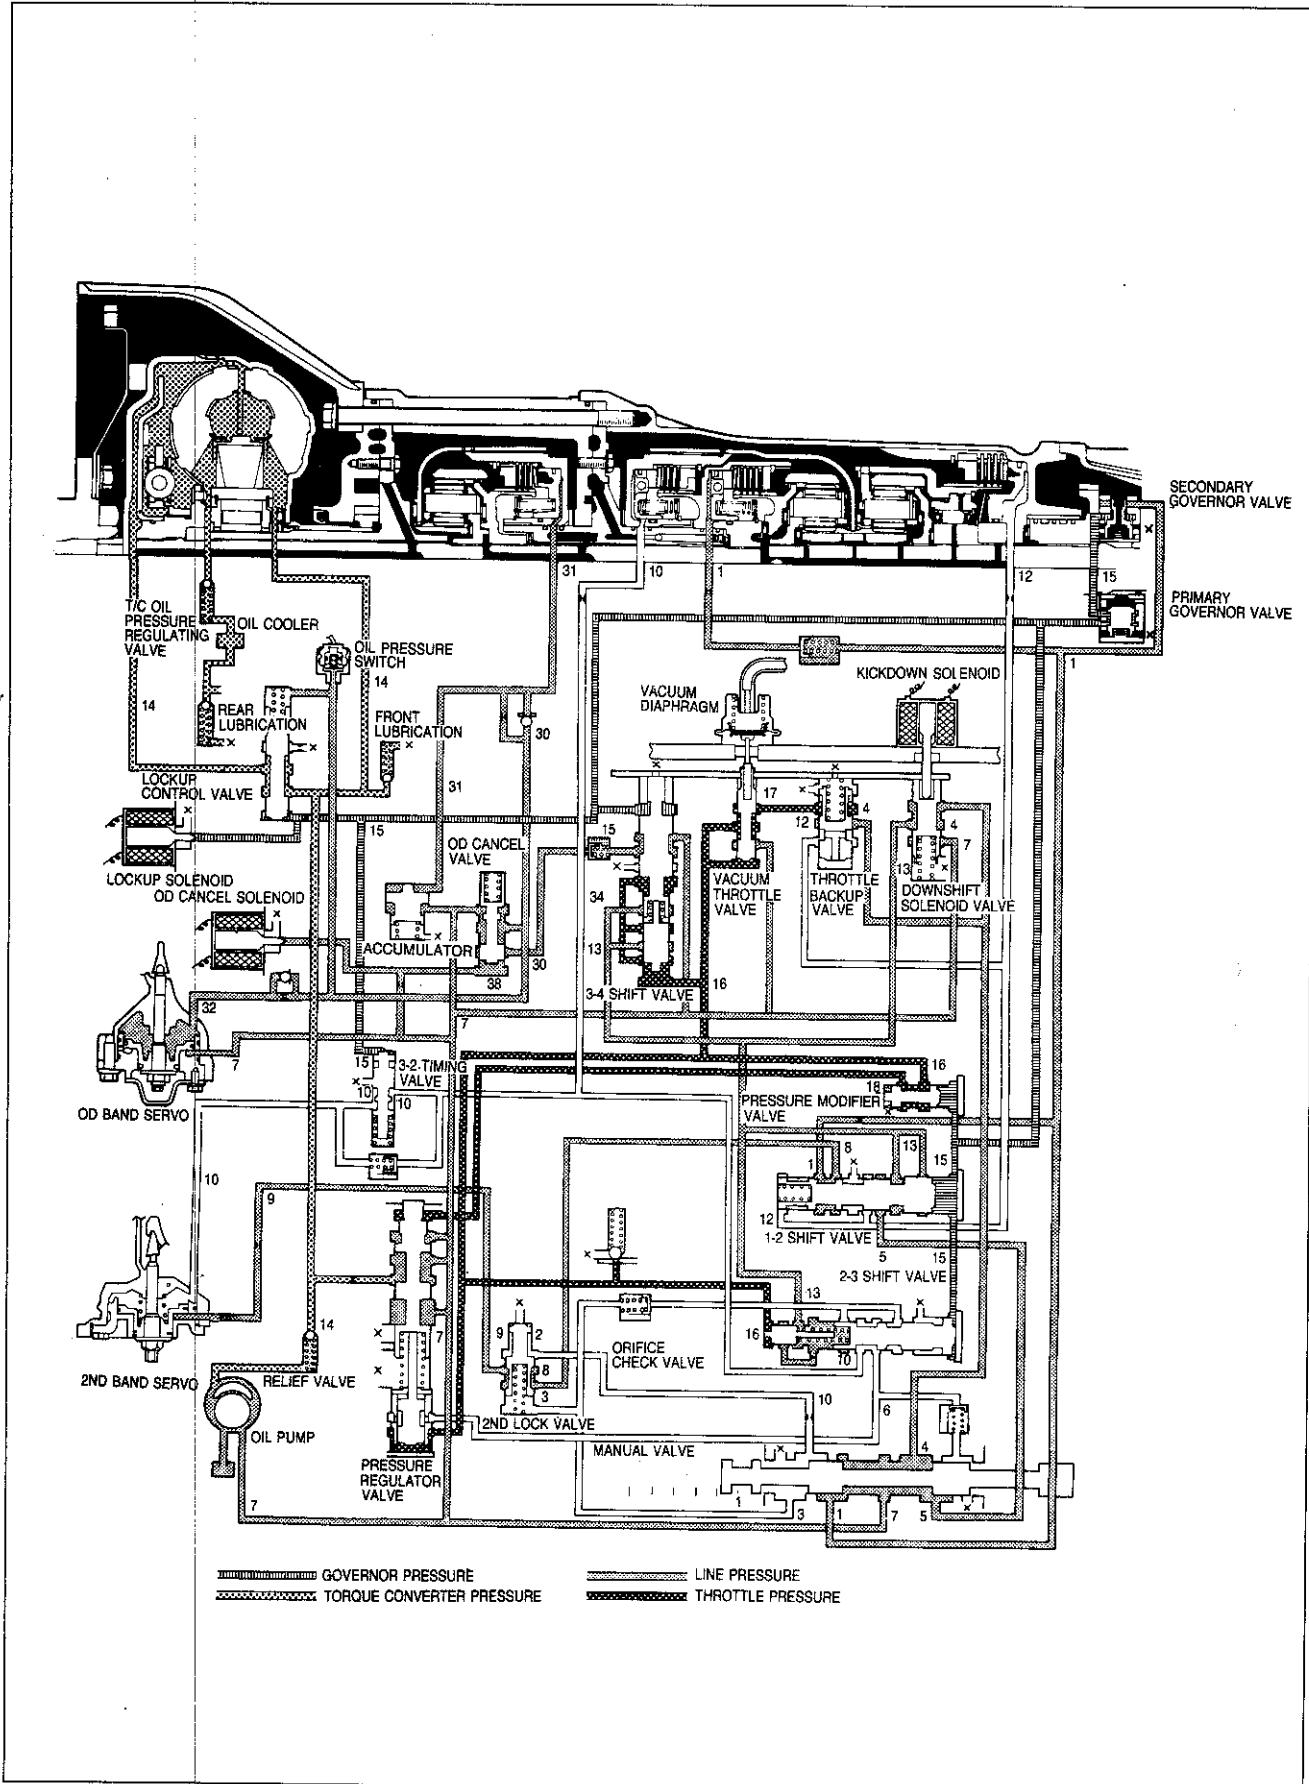 SECONDARY
GOVERNOR VALVE
31
10
1
12
15
PRIMARY
GOVERNOR VALVE
T/C OIL
PRESSURE
REGULATING
VALVE
OIL COOLER
OIL PRESSURE
SWITCH
14
1
KICKDOWN SOLENOID
VACUUM
DIAPHRAGM
14
REAR
LUBRICATION
FRONT
LUBRICATION
30
LOCKUP
CONTROL VALVE
31
17
15
12
4
4
OD CANCEL
VALVE
15
7
13
LOCKUP SOLENOID
OD CANCEL SOLENOID
VACUUM
THROTTLE
VALVE
THROTTLE
BACKUP
VALVE
DOWNSHIFT
SOLENOID VALVE
34
ACCUMULATOR
13
30
38
16
3-4 SHIFT VALVE
32
7
7
OD BAND SERVO
15
3-2 TIMING
VALVE
10
10
16
18
PRESSURE MODIFIER
VALVE
10
9
1
8
13
15
12
1-2 SHIFT VALVE
5
15
2-3 SHIFT VALVE
13
14
7
9
2
16
10
ORIFICE
CHECK VALVE
2ND BAND SERVO
RELIEF VALVE
8
3
10
6
2ND LOCK VALVE
OIL PUMP
MANUAL VALVE
4
PRESSURE
REGULATOR
VALVE
7
1
3
1
7
5
GOVERNOR PRESSURE
LINE PRESSURE
TORQUE CONVERTER PRESSURE
THROTTLE PRESSURE